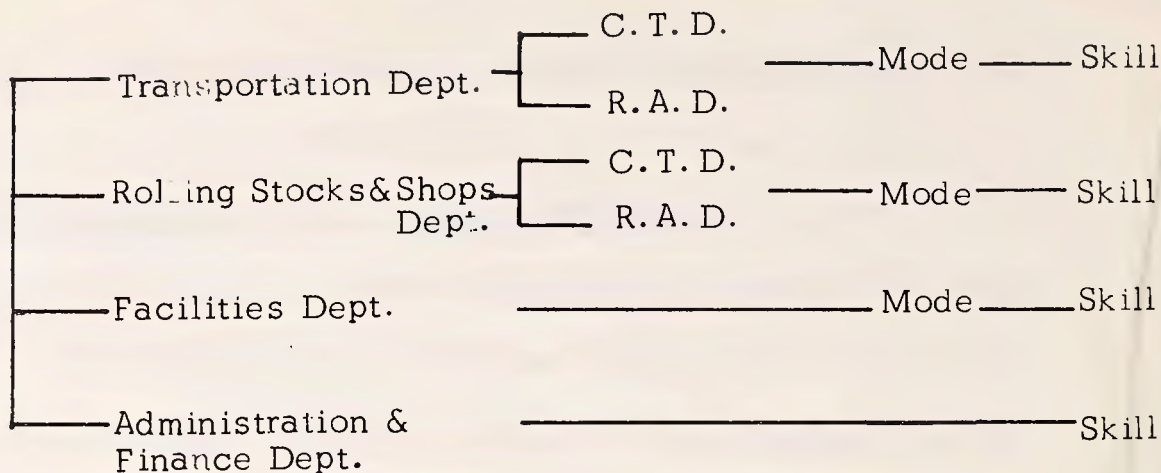 C. T. D.
Transportation Dept. Mode Skill
R. A. D.
C. T. D.
Rolling Stocks & Shops Mode Skill
Dept.
R. A. D.
Facilities Dept. Mode Skill
Administration & Skill
Finance Dept.